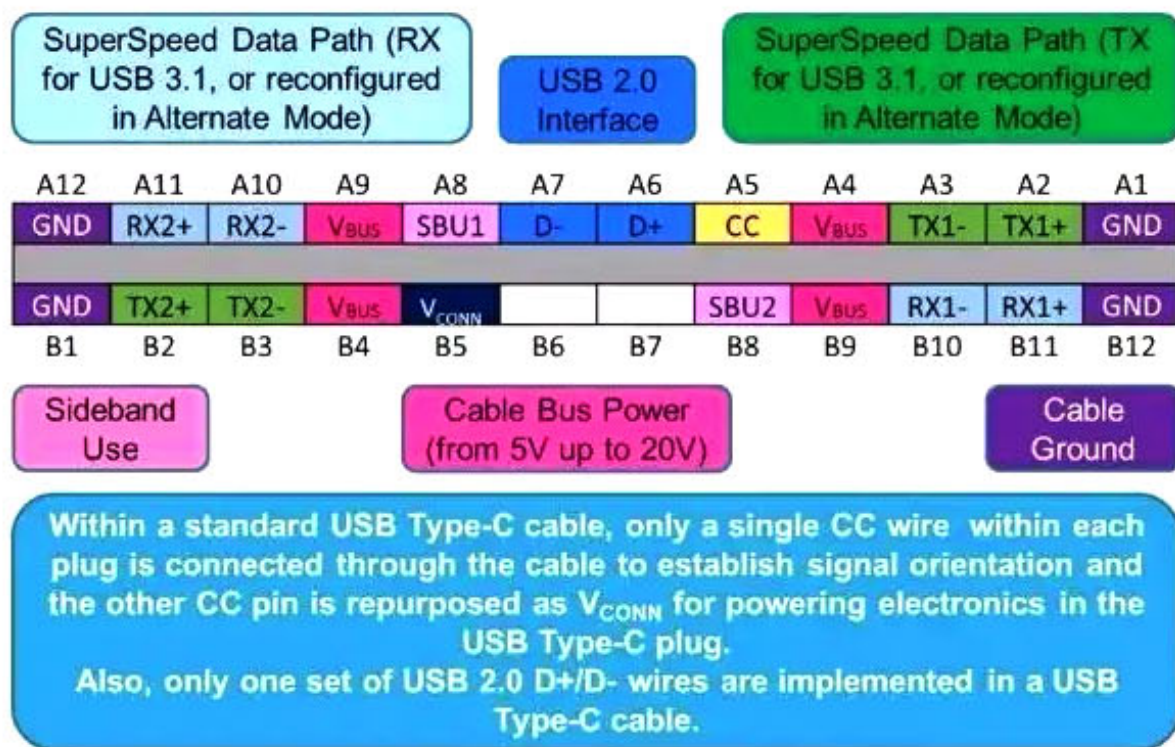 SuperSpeed Data Path (RX
for USB 3.1, or reconfigured
in Alternate Mode)
USB 2.0
Interface
SuperSpeed Data Path (TX
for USB 3.1, or reconfigured
in Alternate Mode)
A12 A11 A10 A9 A8 A7 A6 A5 A4 A3 A2 A1
GND RX2+ RX2- VBUS SBU1 D- D+ CC VBUS TX1- TX1+ GND
GND TX2+ TX2- VBUS VCONN SBU2 VBUS RX1- RX1+ GND
B1 B2 B3 B4 B5 B6 B7 B8 B9 B10 B11 B12
Sideband
Use
Cable Bus Power
(from 5V up to 20V)
Cable
Ground
Within a standard USB Type-C cable, only a single CC wire within each
plug is connected through the cable to establish signal orientation and
the other CC pin is repurposed as VCONN for powering electronics in the
USB Type-C plug.
Also, only one set of USB 2.0 D+/D- wires are implemented in a USB
Type-C cable.